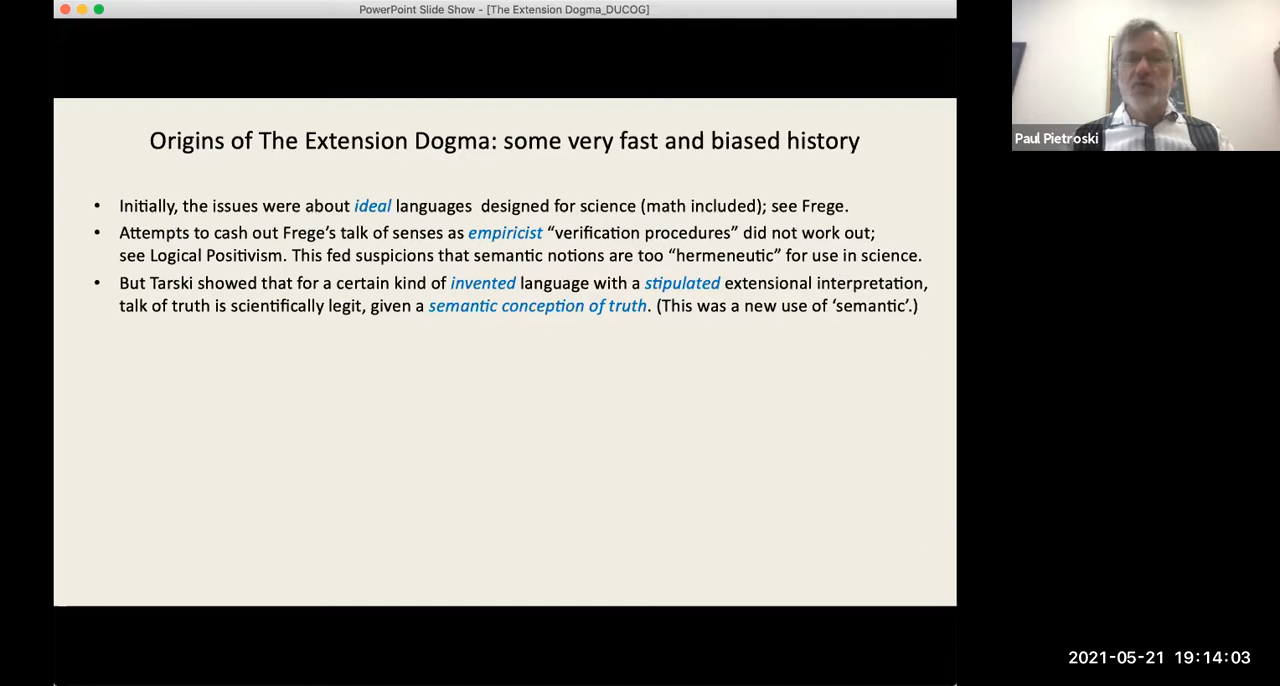 PowerPoint Slide Show - [The Extension Dogma_DUCOG]
Origins of The Extension Dogma: some very fast and biased history
• Initially, the issues were about ideal languages designed for science (math included); see Frege.
• Attempts to cash out Frege's talk of senses as empiricist “verification procedures” did not work out;
see Logical Positivism. This fed suspicions that semantic notions are too “hermeneutic” for use in science.
• But Tarski showed that for a certain kind of invented language with a stipulated extensional interpretation,
talk of truth is scientifically legit, given a semantic conception of truth. (This was a new use of ‘semantic’.)
Paul Pietroski
2021-05-21 19:14:03